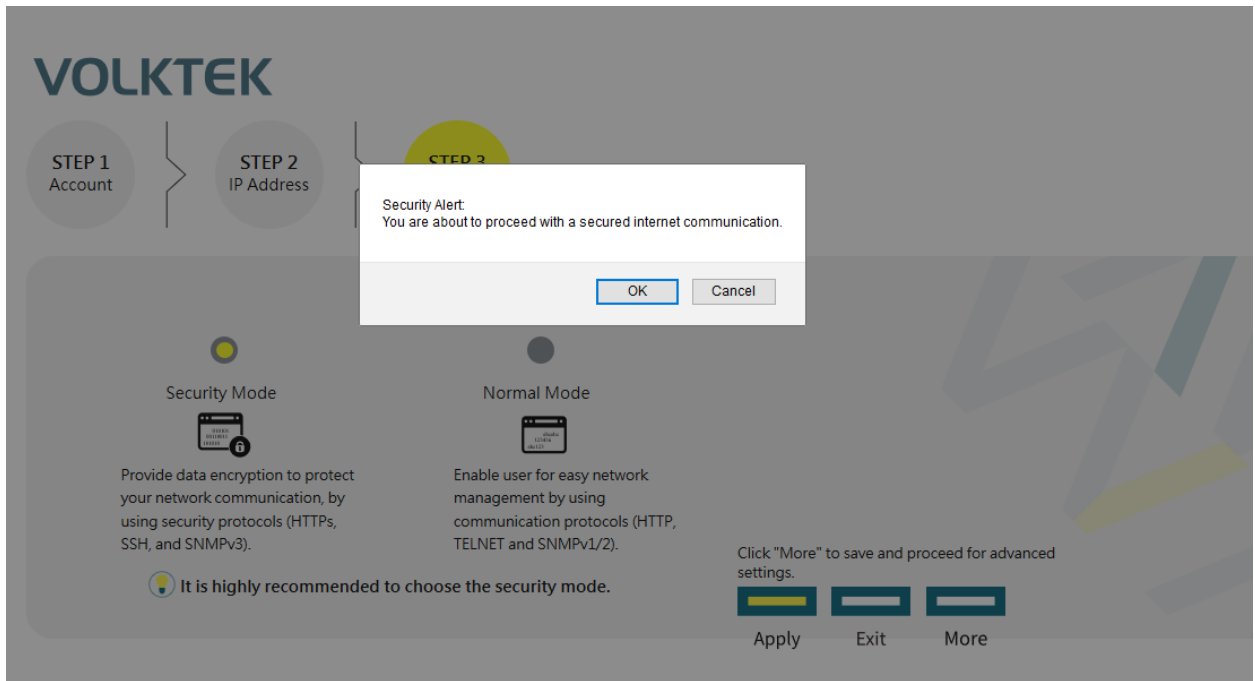 VOLKTEK
STEP 1
Account
STEP 2
IP Address
STEP 3
Security Alert:
You are about to proceed with a secured internet communication.
OK
Cancel
Security Mode
Normal Mode
Provide data encryption to protect
your network communication, by
using security protocols (HTTPs,
SSH, and SNMPv3).
Enable user for easy network
management by using
communication protocols (HTTP,
TELNET and SNMPv1/2).
It is highly recommended to choose the security mode.
Click "More" to save and proceed for advanced
settings.
Apply
Exit
More